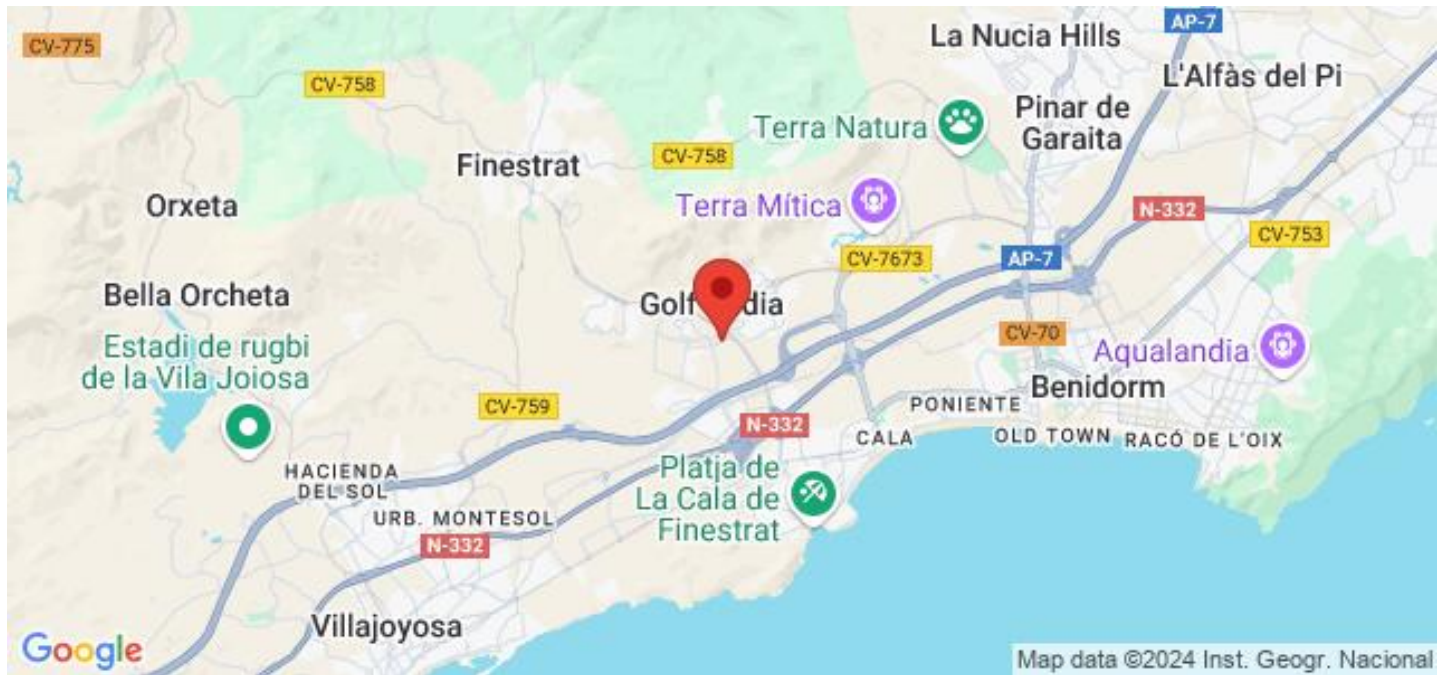 CV-775
CV-758
La Nucia Hills
AP-7
L'Alfàs del Pi
Finestrat
CV-758
Terra Natura
Pinar de
Garaita
Orxeta
Terra Mítica
N-332
CV-753
CV-7673
AP-7
Bella Orcheta
Golf
dia
Estadi de rugbi
de la Vila Joiosa
CV-70
Aqualandia
Benidorm
CV-759
PONIENTE
N-332
CALA
OLD TOWN
RACÓ DE L'OIX
HACIENDA
DEL SOL
Platja de
La Cala de
Finestrat
URB. MONTESOL
N-332
Villajoyosa
Google
Map data ©2024 Inst. Geogr. Nacional